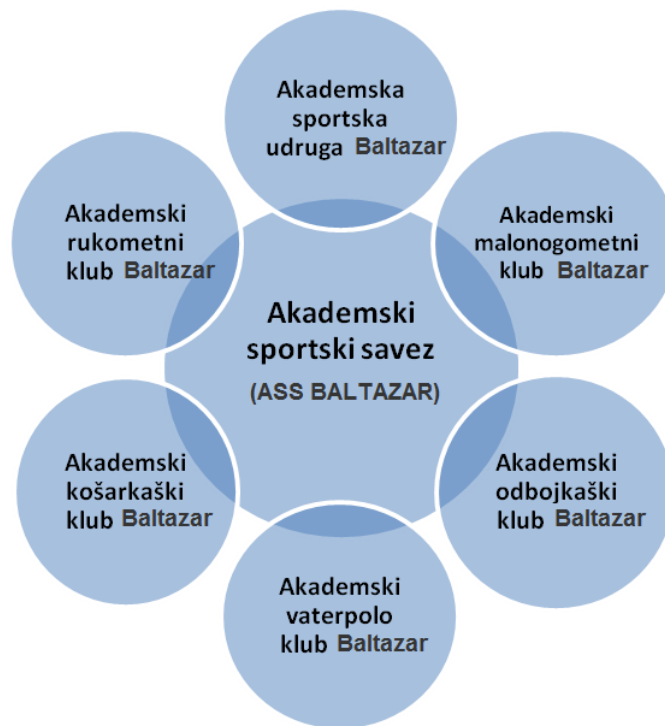 Akademska
sportska
udruga Baltazar
Akademski
rukometni
klub Baltazar
Akademski
malonogometni
klub Baltazar
Akademski
sportski savez
(ASS BALTAZAR)
Akademski
košarkaški
klub Baltazar
Akademski
odbojkaški
klub Baltazar
Akademski
vaterpolo
klub Baltazar